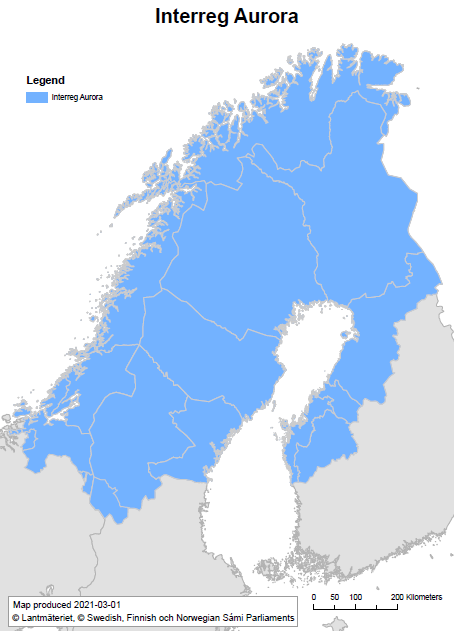 Interreg Aurora
Legend
Interreg Aurora
Map produced 2021-03-01
© Lantmäteriet, © Swedish, Finnish och Norwegian Sámi Parliaments
0 50 100 200 Kilometers